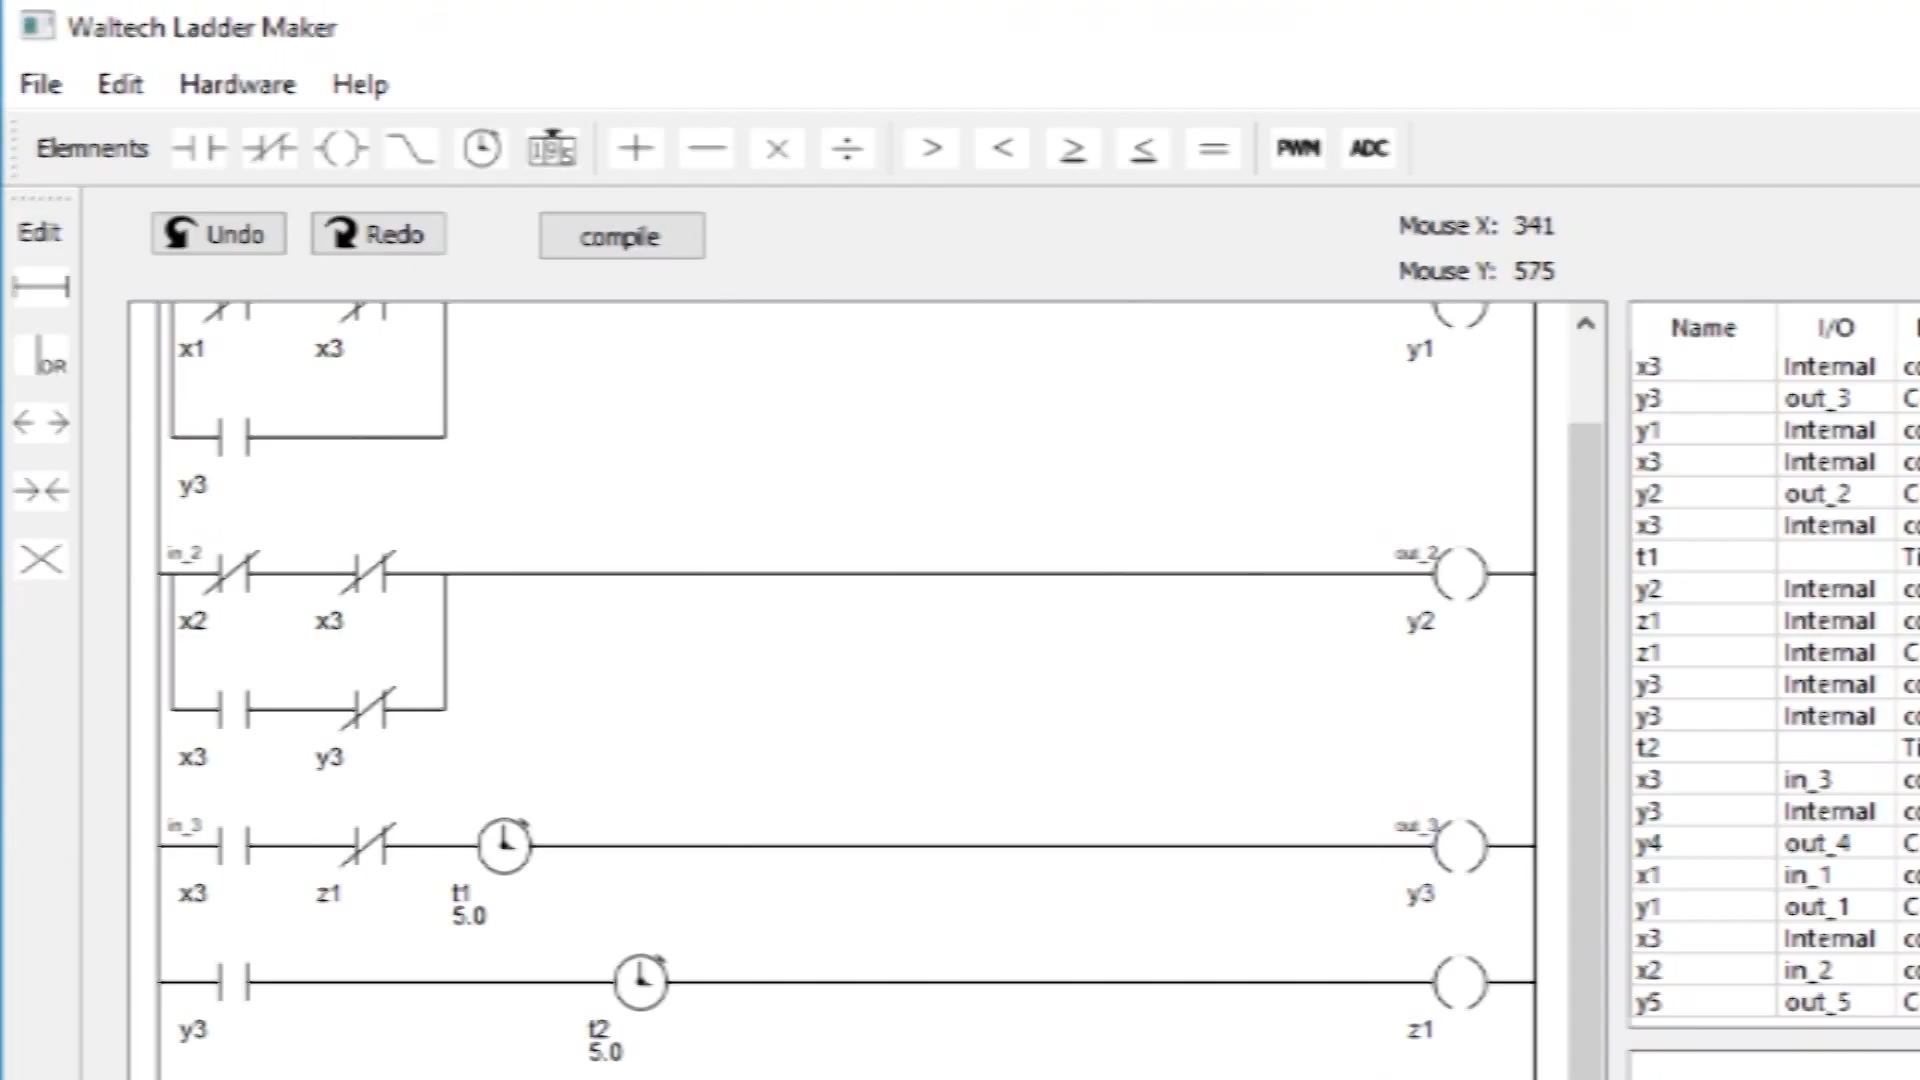 Waltech Ladder Maker
File Edit Hardware Help
Elemnents PWM ADC
Edit Undo Redo compile
Mouse X: 341
Mouse Y: 575
OR
x1 x3 y1
y3
in_2 out_2
x2 x3 y2
x3 y3
in_3 out_3
x3 z1 t1 y3
5.0
y3 t2 z1
5.0
Name I/O
x3 Internal
y3 out_3 C
y1 Internal
x3 Internal
y2 out_2 C
x3 Internal
t1 Ti
y2 Internal
z1 Internal
z1 Internal C
y3 Internal
y3 Internal
t2 Ti
x3 in_3
y3 Internal
y4 out_4 C
x1 in_1
y1 out_1 C
x3 Internal
x2 in_2
y5 out_5 C